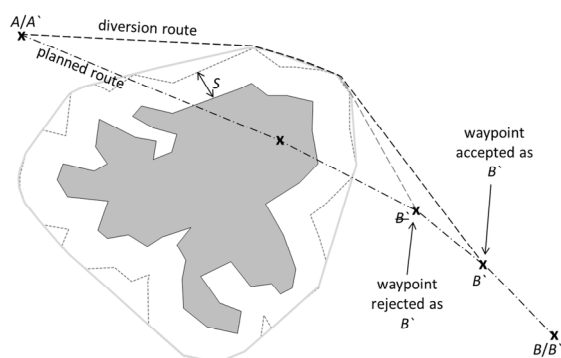 A/A`
diversion route
planned route
S
waypoint
accepted as
B`
B`
waypoint
rejected as
B`
B`
B/B`